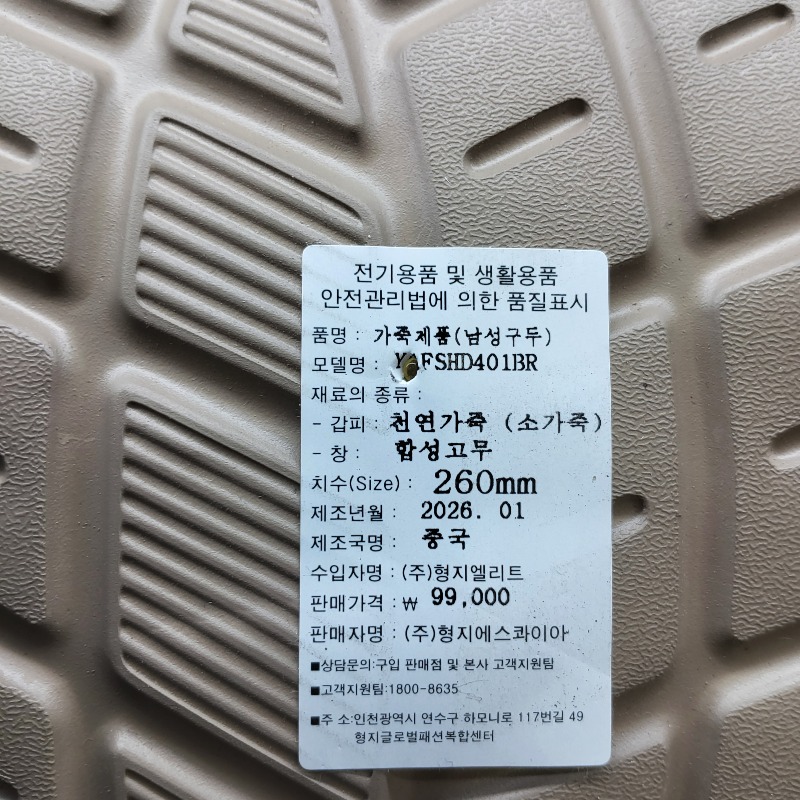 전기용품 및 생활용품
안전관리법에 의한 품질표시
품명 : 가죽제품(남성구두)
모델명 :
재료의 종류 :
- 갑피 : 천연가죽 (소가죽)
- 창 : 합성고무
치수(Size) : 260mm
제조년월 : 2026. 01
제조국명 : 중국
수입자명 : (주)형지엘리트
판매가격 : ₩ 99,000
판매자명 : (주)형지에스콰이아
■상담문의:구입 판매점 및 본사 고객지원팀
■고객지원팀:1800-8635
■주 소:인천광역시 연수구 하모니로 117번길 49
형지글로벌패션복합센터